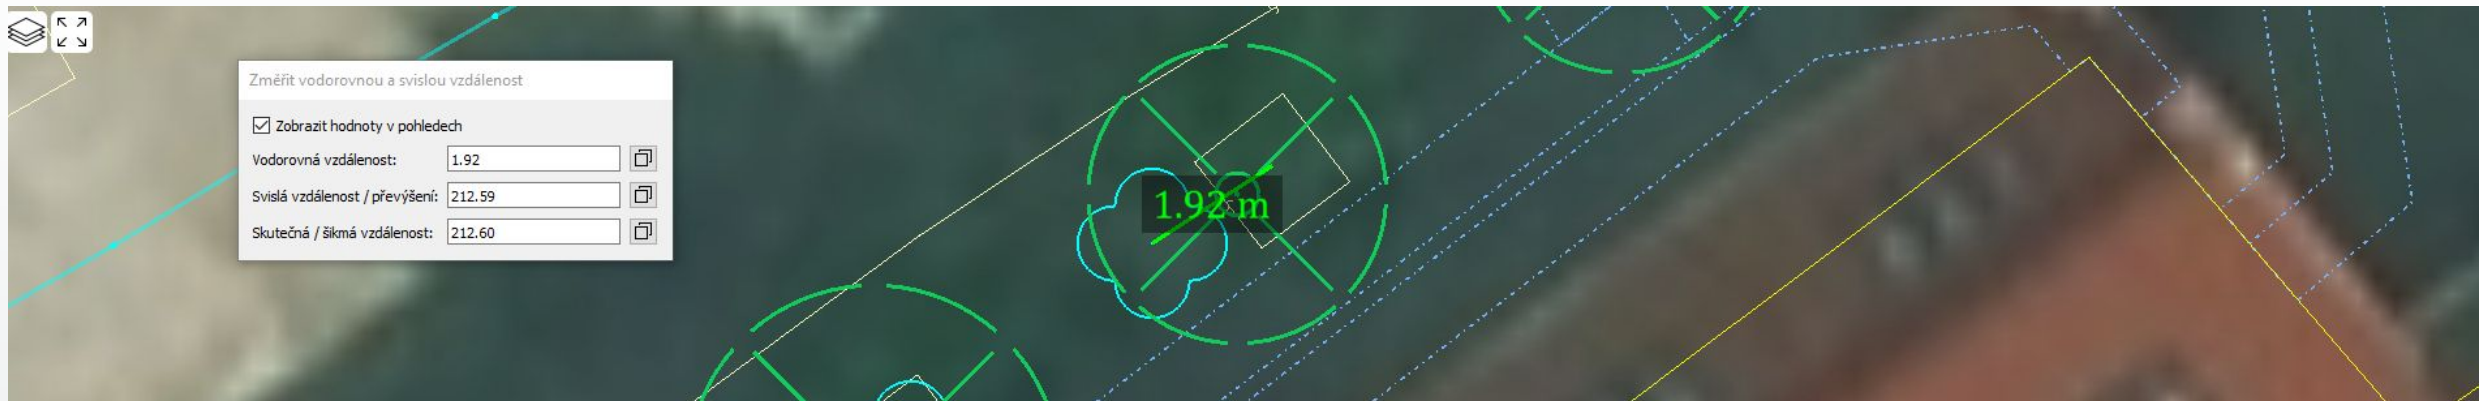 Změřit vodorovnou a svislou vzdálenost
Zobrazit hodnoty v pohledech
Vodorovná vzdálenost: 1.92
Svislá vzdálenost / převýšení: 212.59
Skutečná / šikmá vzdálenost: 212.60
1.92 m